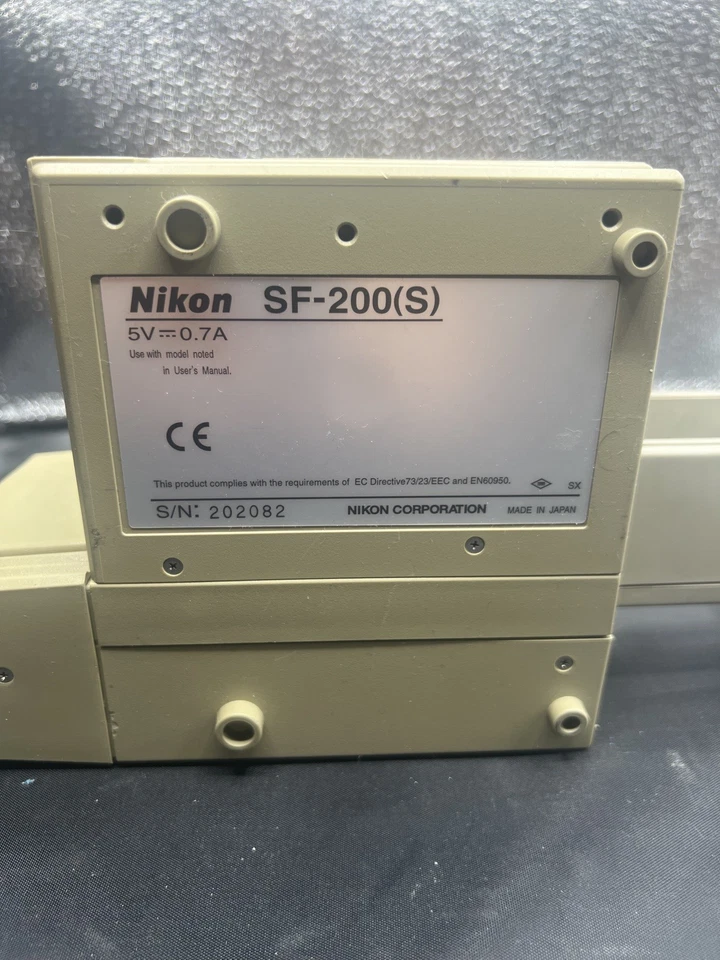 Nikon SF-200(S)
5V⎓0.7A
Use with model noted
in User's Manual.
CE
This product complies with the requirements of EC Directive73/23/EEC and EN60950.
SX
S/N: 202082 NIKON CORPORATION MADE IN JAPAN